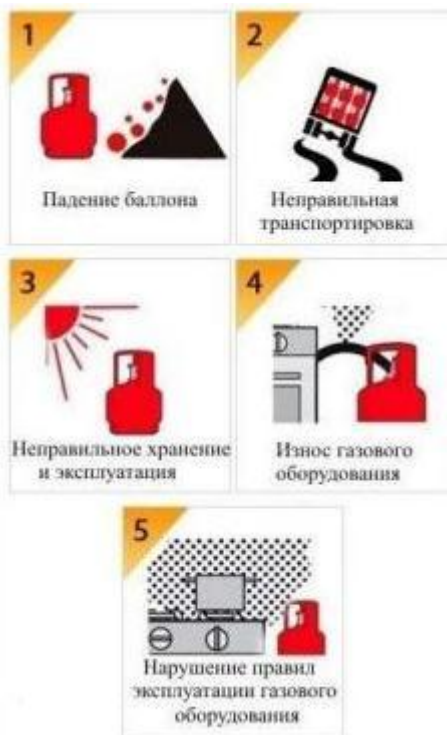 1
Падение баллона
2
Неправильная
транспортировка
3
Неправильное хранение
и эксплуатация
4
Износ газового
оборудования
5
Нарушение правил
эксплуатации газового
оборудования